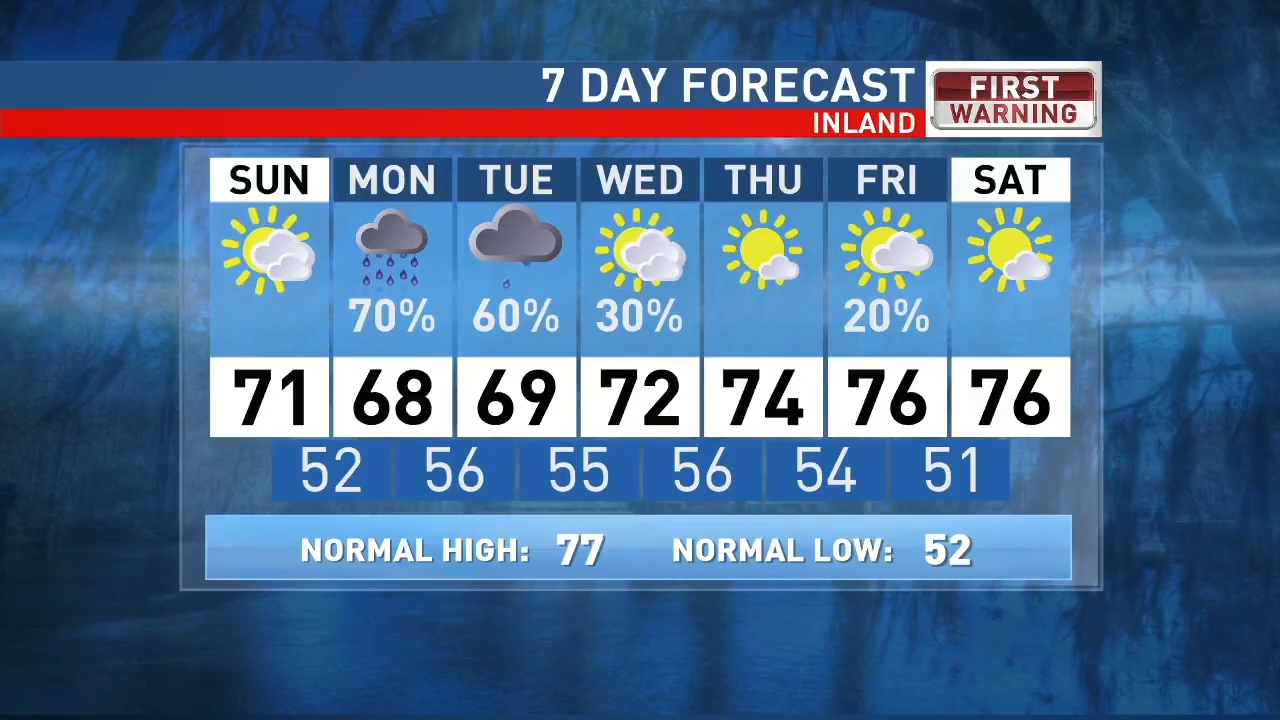 7 DAY FORECAST
INLAND
FIRST
WARNING
SUN MON TUE WED THU FRI SAT
70% 60% 30% 20%
71 68 69 72 74 76 76
52 56 55 56 54 51
NORMAL HIGH: 77 NORMAL LOW: 52